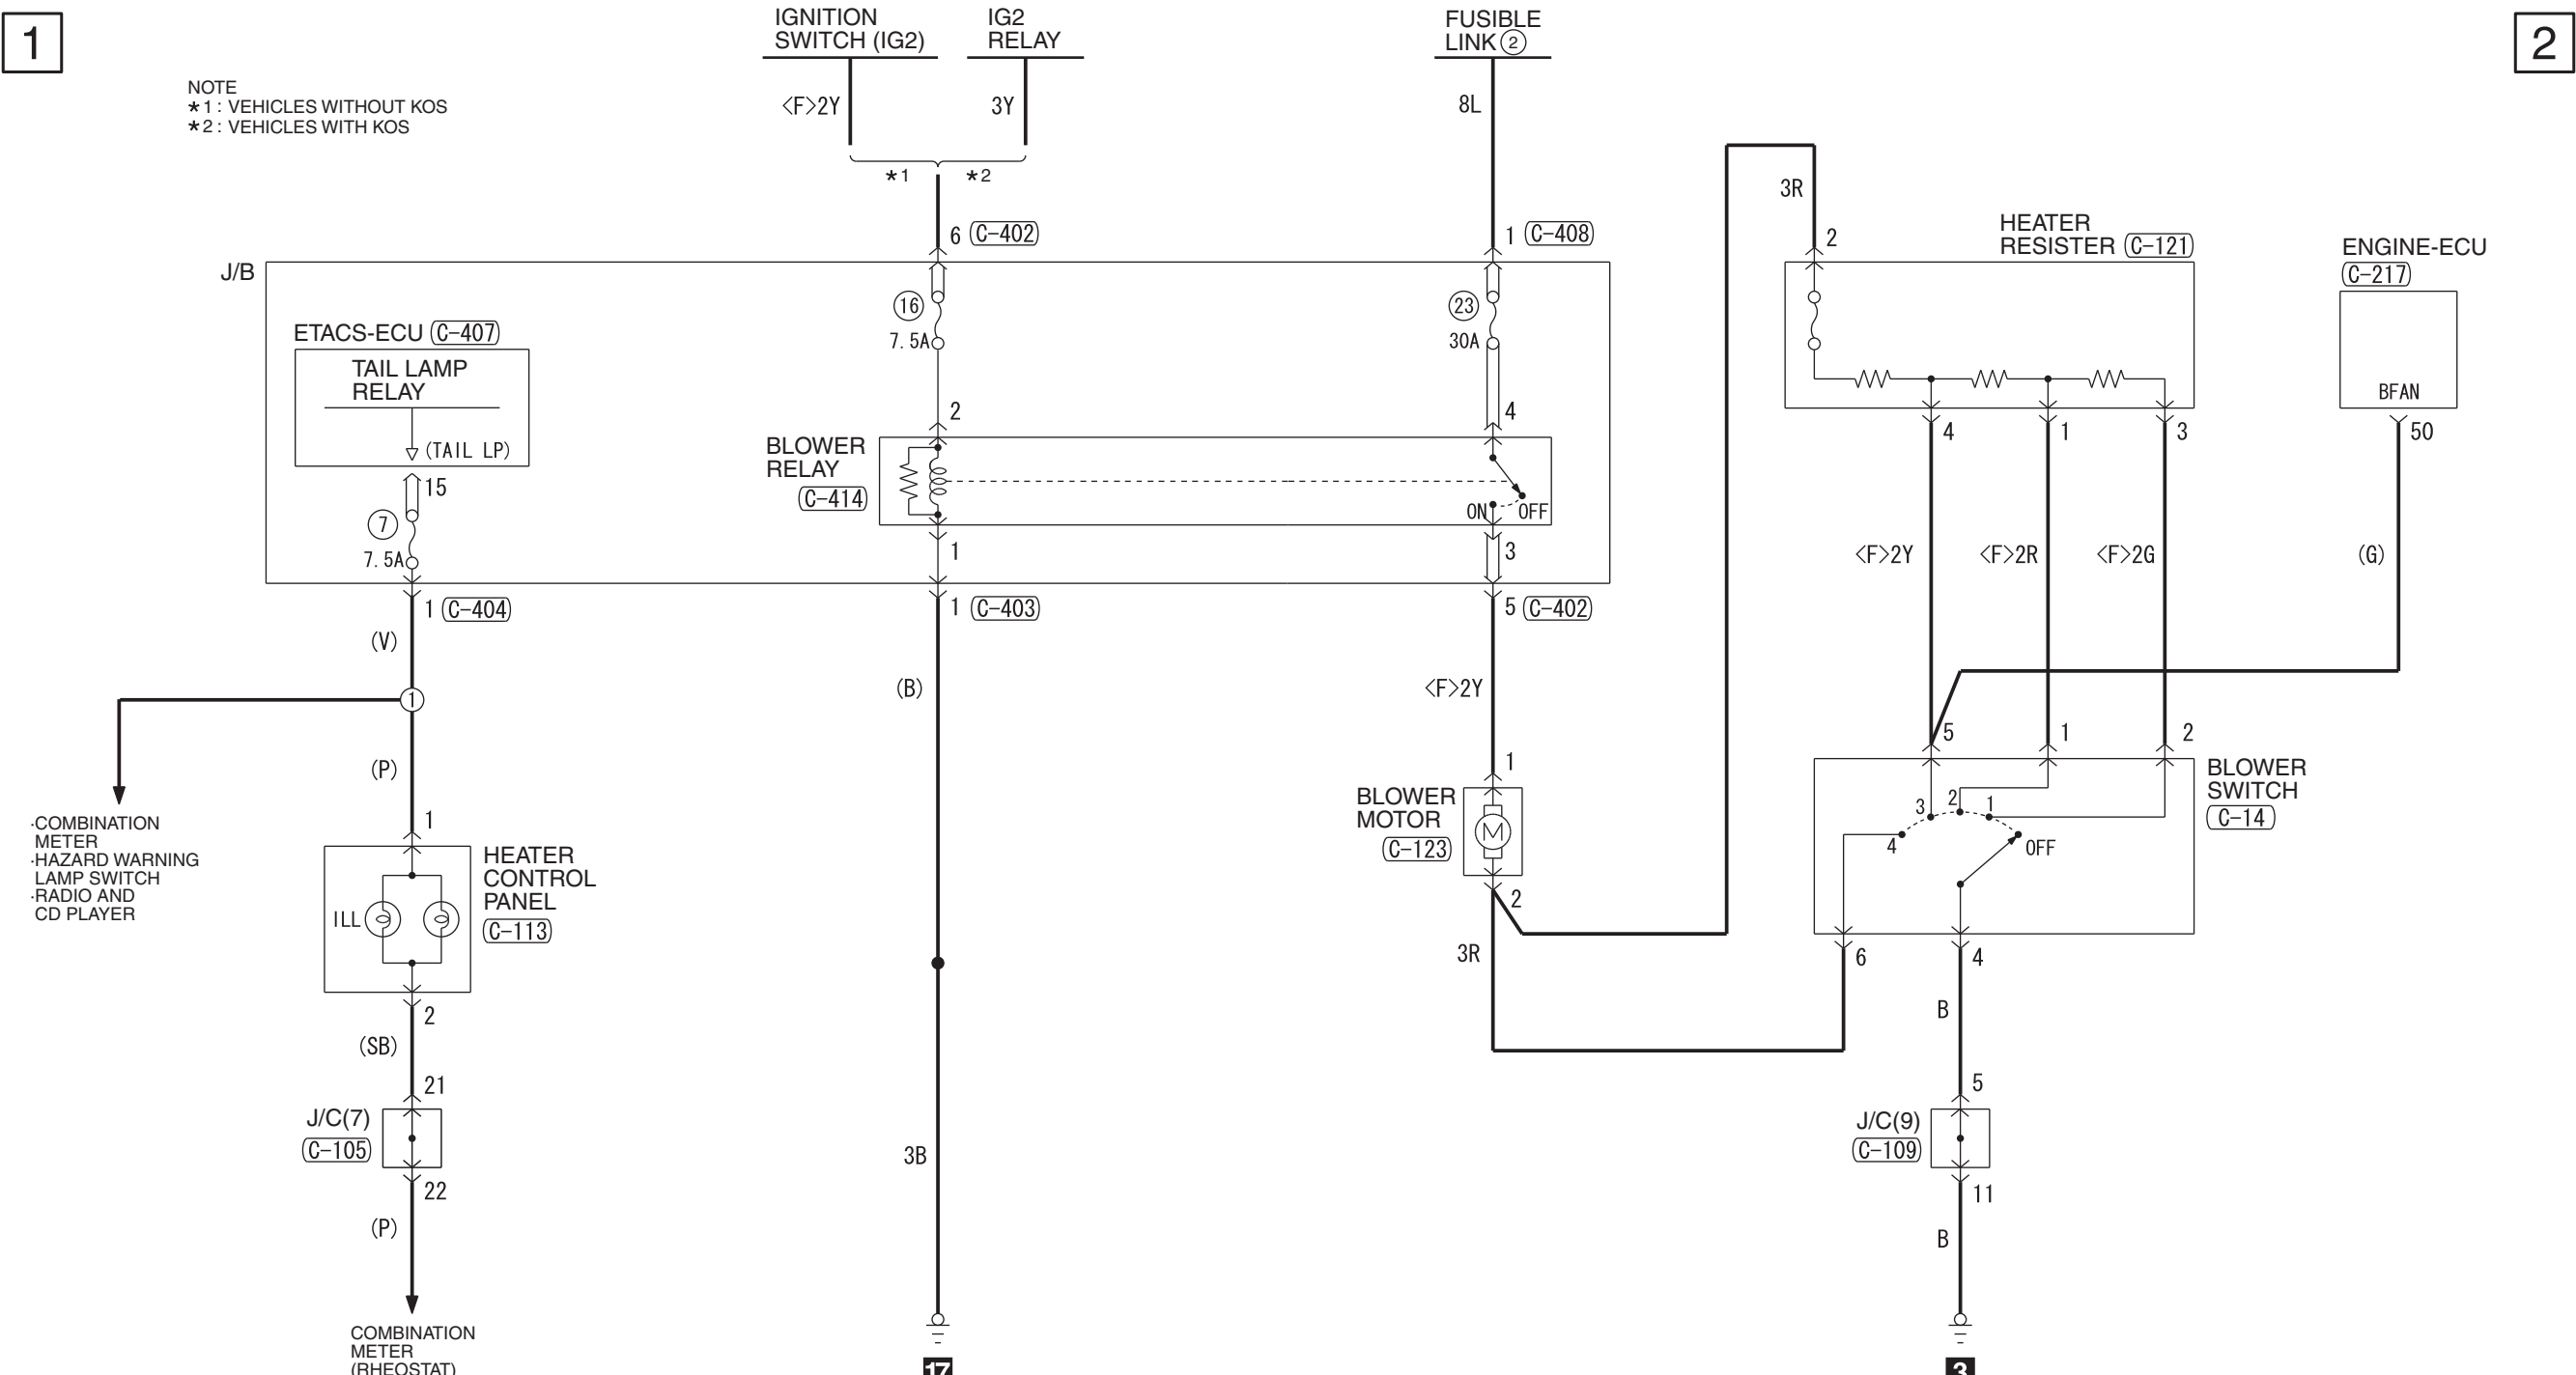 1
2
NOTE
*1 : VEHICLES WITHOUT KOS
*2 : VEHICLES WITH KOS
IGNITION
SWITCH (IG2)
IG2
RELAY
FUSIBLE
LINK ②
<F>2Y
3Y
8L
*1
*2
3R
6 C-402
1 C-408
2
HEATER
RESISTER C-121
ENGINE-ECU
C-217
J/B
16
7.5A
23
30A
ETACS-ECU C-407
TAIL LAMP
RELAY
(TAIL LP)
BFAN
2
4
4
1
3
50
BLOWER
RELAY
C-414
15
7
7.5A
ON
OFF
1
3
<F>2Y
<F>2R
<F>2G
(G)
1 C-404
1 C-403
5 C-402
(V)
(B)
<F>2Y
1
(P)
5
1
2
1
BLOWER
MOTOR
C-123
M
BLOWER
SWITCH
C-14
3
2
1
4
OFF
·COMBINATION
METER
·HAZARD WARNING
LAMP SWITCH
·RADIO AND
CD PLAYER
1
HEATER
CONTROL
PANEL
C-113
ILL
2
3R
6
4
2
(SB)
B
21
5
J/C(7)
C-105
J/C(9)
C-109
3B
22
11
(P)
B
COMBINATION
METER
(RHEOSTAT)
17
3